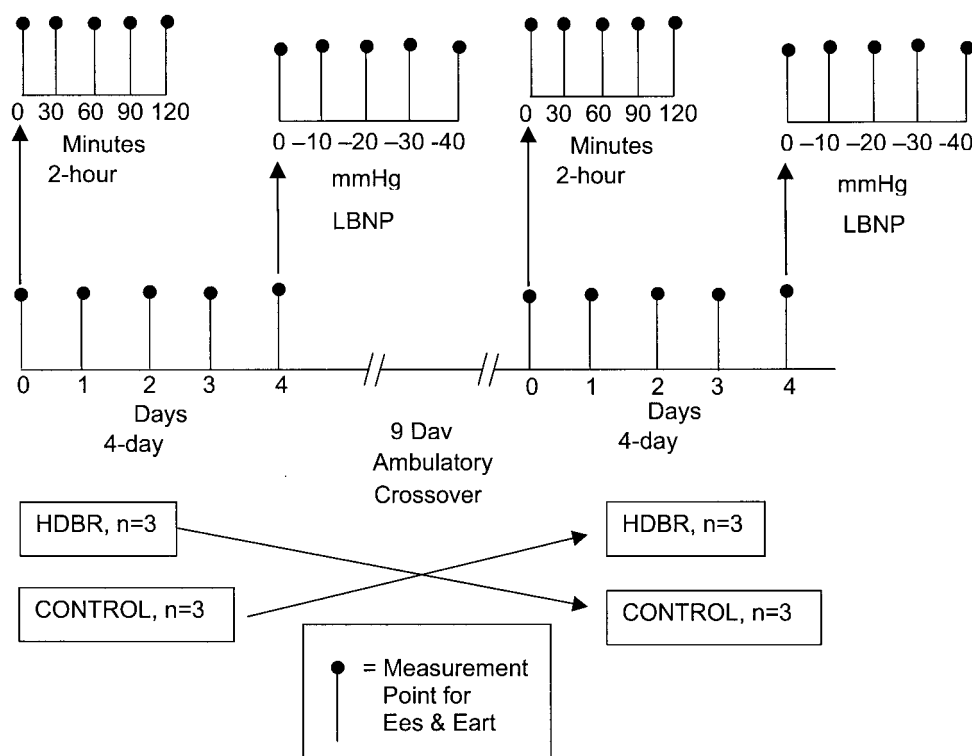 0 30 60 90 120
Minutes
2-hour
0 –10 –20 –30 -40
mmHg
LBNP
0 30 60 90 120
Minutes
2-hour
0 –10 –20 –30 -40
mmHg
LBNP
0 1 2 3 4
Days
4-day
9 Dav
Ambulatory
Crossover
0 1 2 3 4
Days
4-day
HDBR, n=3
HDBR, n=3
CONTROL, n=3
CONTROL, n=3
= Measurement
Point for
Ees & Eart